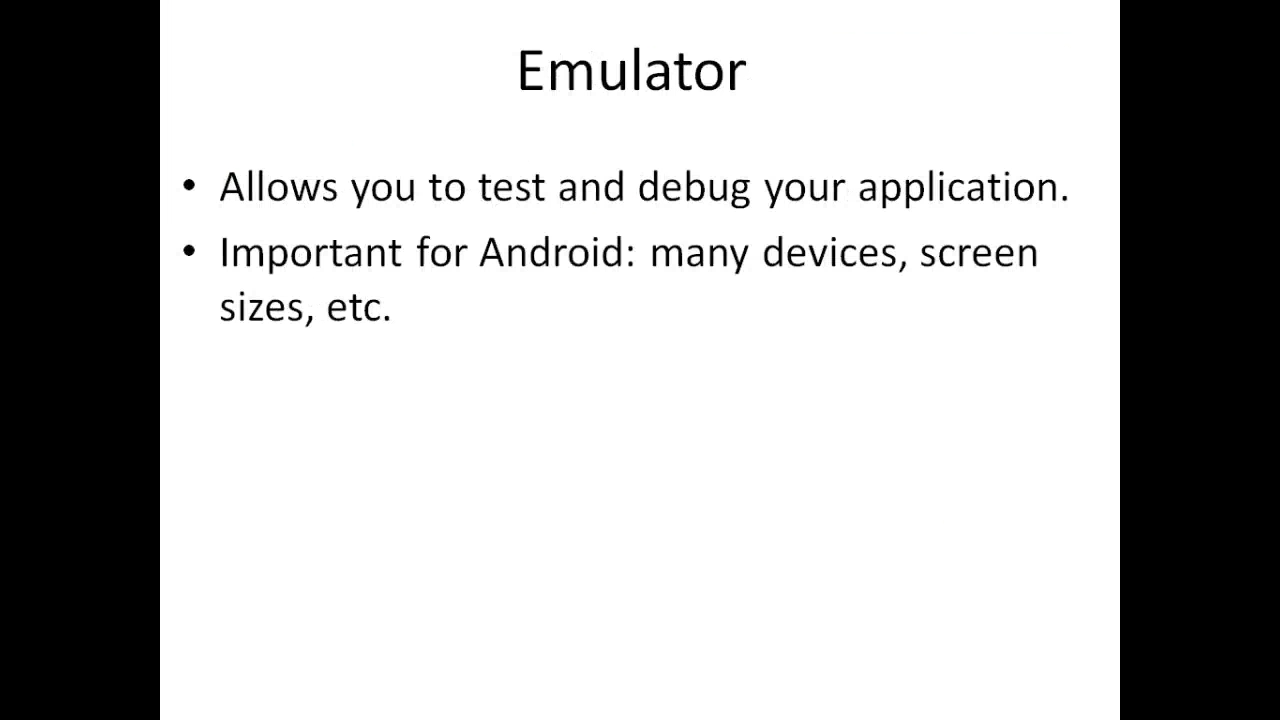 Emulator
• Allows you to test and debug your application.
• Important for Android: many devices, screen
sizes, etc.